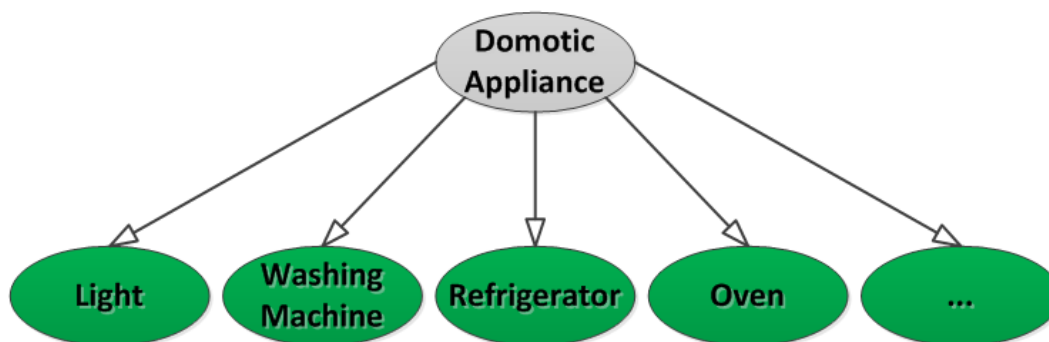 Domotic
Appliance
Light
Washing
Machine
Refrigerator
Oven
...